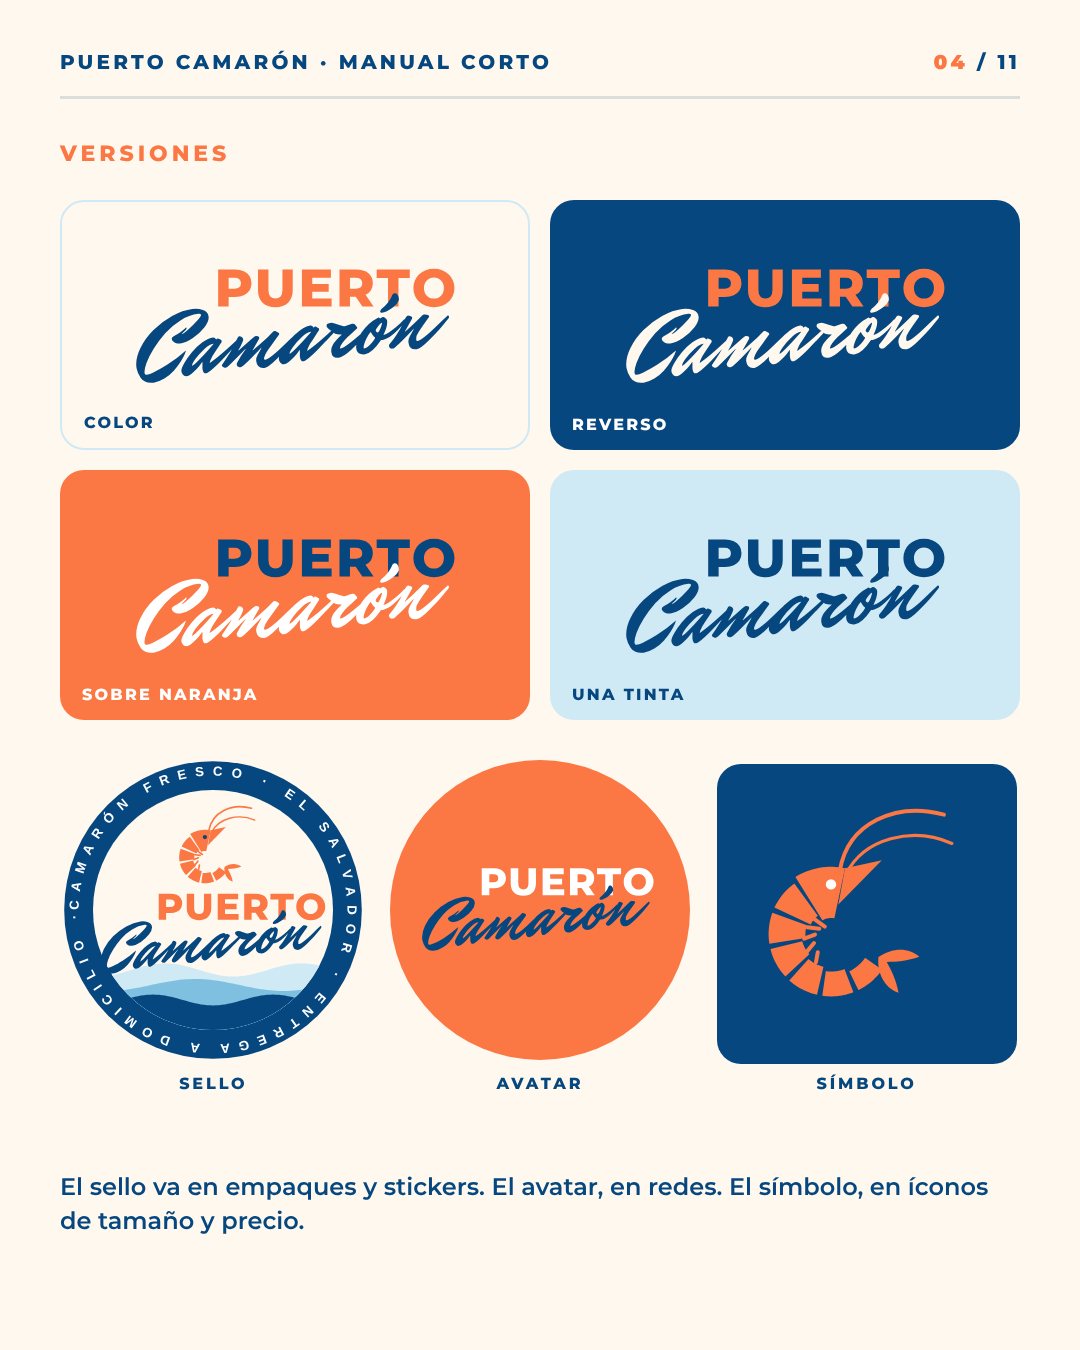 PUERTO CAMARÓN · MANUAL CORTO
04 / 11
VERSIONES
PUERTO
Camarón
COLOR
PUERTO
Camarón
REVERSO
PUERTO
Camarón
SOBRE NARANJA
PUERTO
Camarón
UNA TINTA
CAMARÓN FRESCO · EL SALVADOR · ENTREGA A DOMICILIO ·
PUERTO
Camarón
SELLO
PUERTO
Camarón
AVATAR
SÍMBOLO
El sello va en empaques y stickers. El avatar, en redes. El símbolo, en íconos
de tamaño y precio.